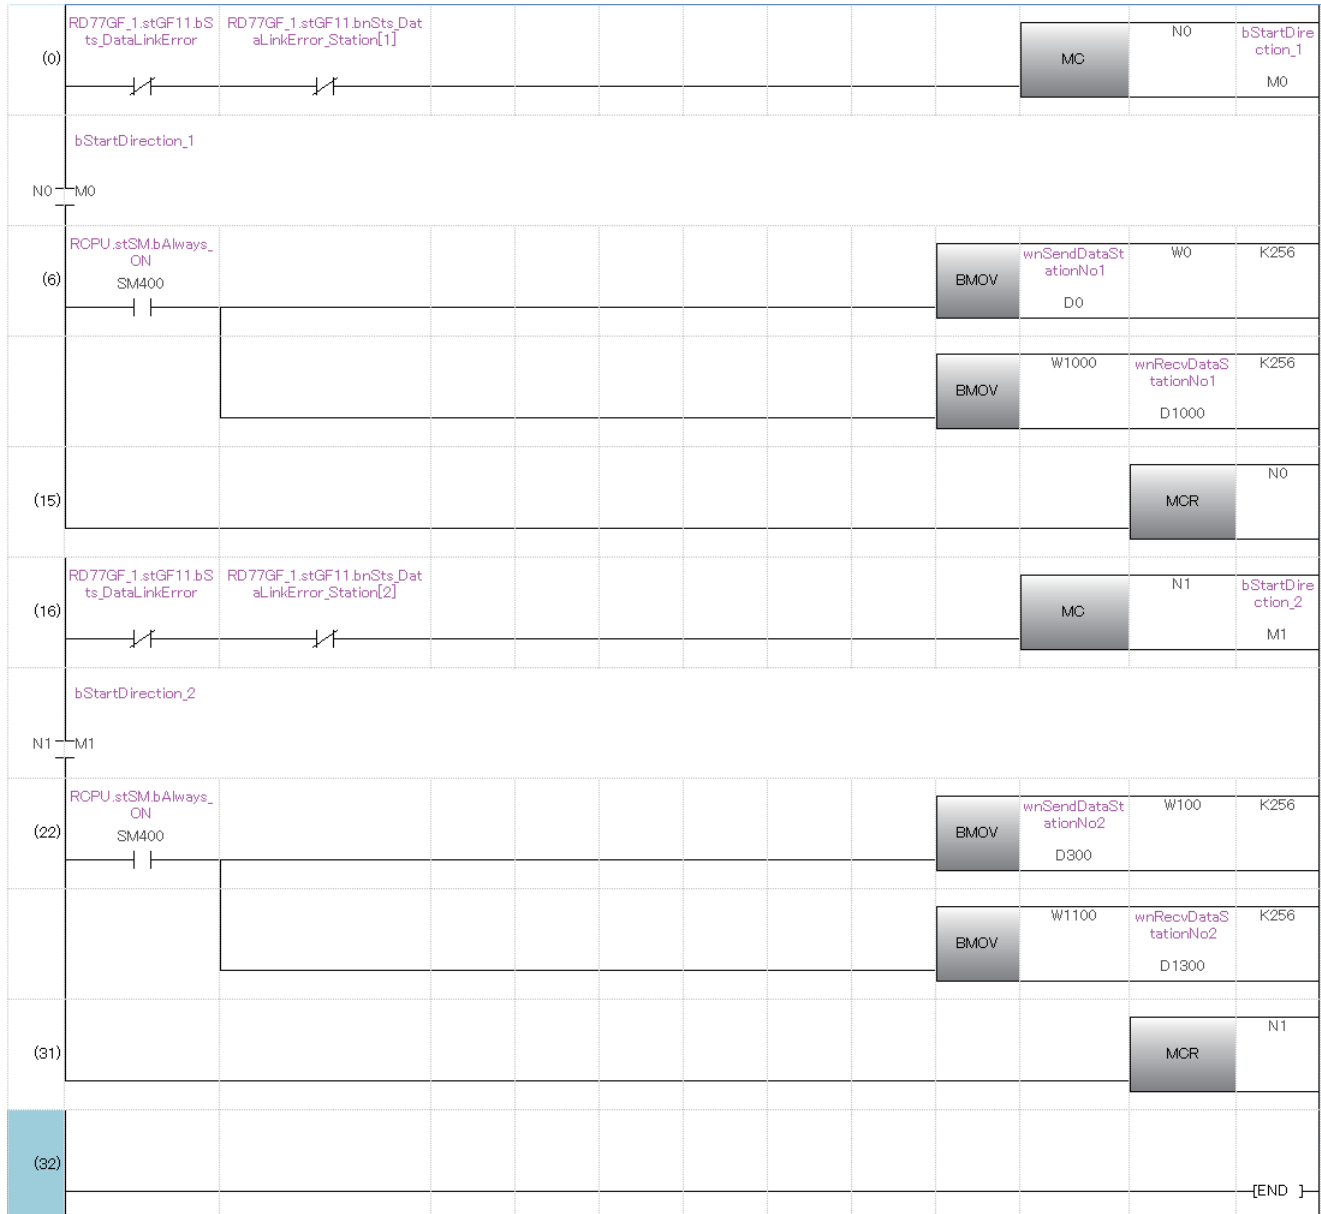 RD77GF_1.stGF11.bS RD77GF_1.stGF11.bnSts_Dat
ts_DataLinkError aLinkError_Station[1]
(0)
MC N0 bStartDire
ction_1
M0
bStartDirection_1
N0 M0
RCPU.stSM.bAlways_
ON
(6) SM400
BMOV wnSendDataSt W0 K256
ationNo1
D0
BMOV W1000 wnRecvDataS K256
tationNo1
D1000
(15) MCR N0
RD77GF_1.stGF11.bS RD77GF_1.stGF11.bnSts_Dat
ts_DataLinkError aLinkError_Station[2]
(16)
MC N1 bStartDire
ction_2
M1
bStartDirection_2
N1 M1
RCPU.stSM.bAlways_
ON
(22) SM400
BMOV wnSendDataSt W100 K256
ationNo2
D300
BMOV W1100 wnRecvDataS K256
tationNo2
D1300
(31) MCR N1
(32)
[END ]